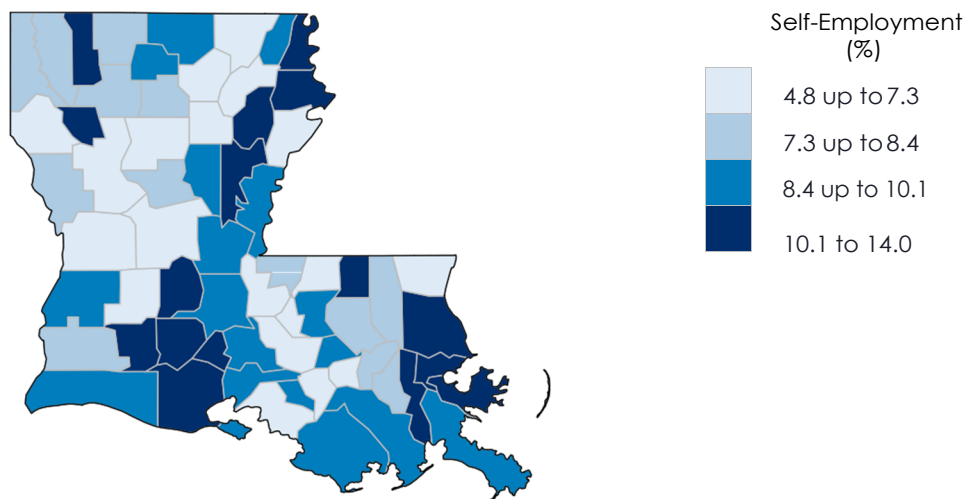 Self-Employment
(%)
4.8 up to 7.3
7.3 up to 8.4
8.4 up to 10.1
10.1 to 14.0